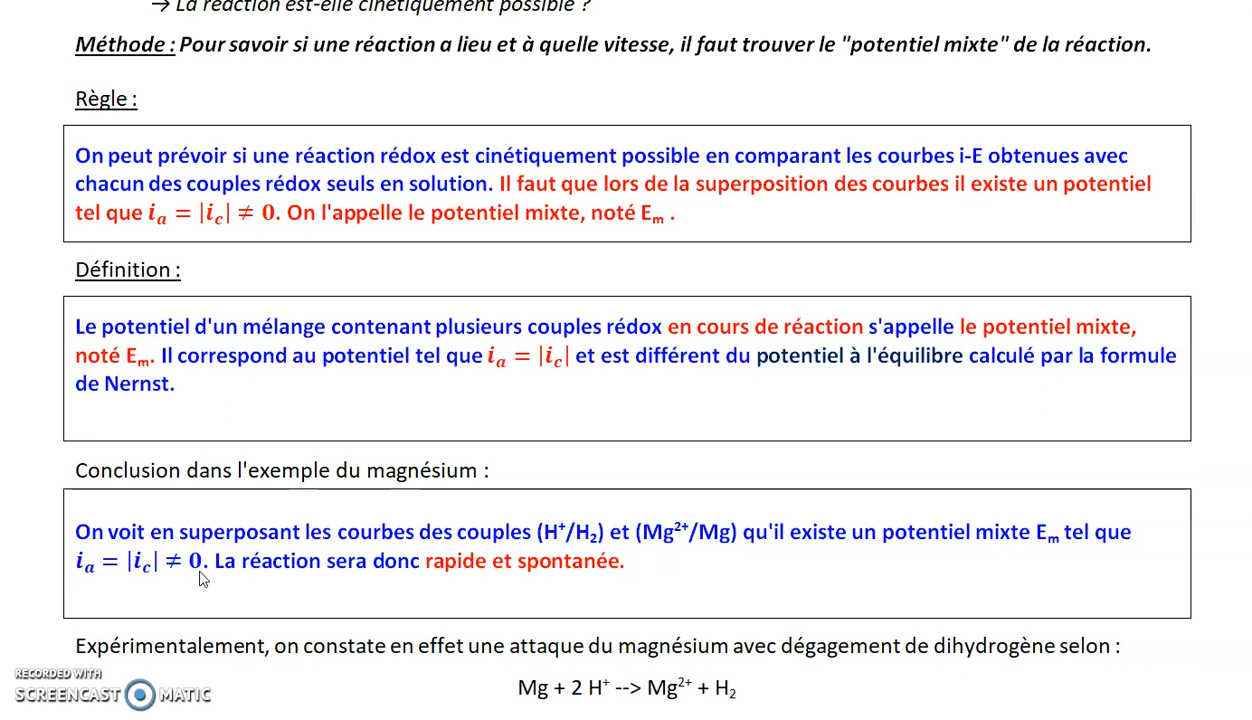 → La réaction est-elle cinétiquement possible ?
Méthode : Pour savoir si une réaction a lieu et à quelle vitesse, il faut trouver le "potentiel mixte" de la réaction.
Règle :
On peut prévoir si une réaction rédox est cinétiquement possible en comparant les courbes i-E obtenues avec
chacun des couples rédox seuls en solution. Il faut que lors de la superposition des courbes il existe un potentiel
tel que iₐ = |i_c| ≠ 0. On l'appelle le potentiel mixte, noté Eₘ .
Définition :
Le potentiel d'un mélange contenant plusieurs couples rédox en cours de réaction s'appelle le potentiel mixte,
noté Eₘ. Il correspond au potentiel tel que iₐ = |i_c| et est différent du potentiel à l'équilibre calculé par la formule
de Nernst.
Conclusion dans l'exemple du magnésium :
On voit en superposant les courbes des couples (H⁺/H₂) et (Mg²⁺/Mg) qu'il existe un potentiel mixte Eₘ tel que
iₐ = |i_c| ≠ 0. La réaction sera donc rapide et spontanée.
Expérimentalement, on constate en effet une attaque du magnésium avec dégagement de dihydrogène selon :
Mg + 2 H⁺ --> Mg²⁺ + H₂
RECORDED WITH
SCREENCAST MATIC